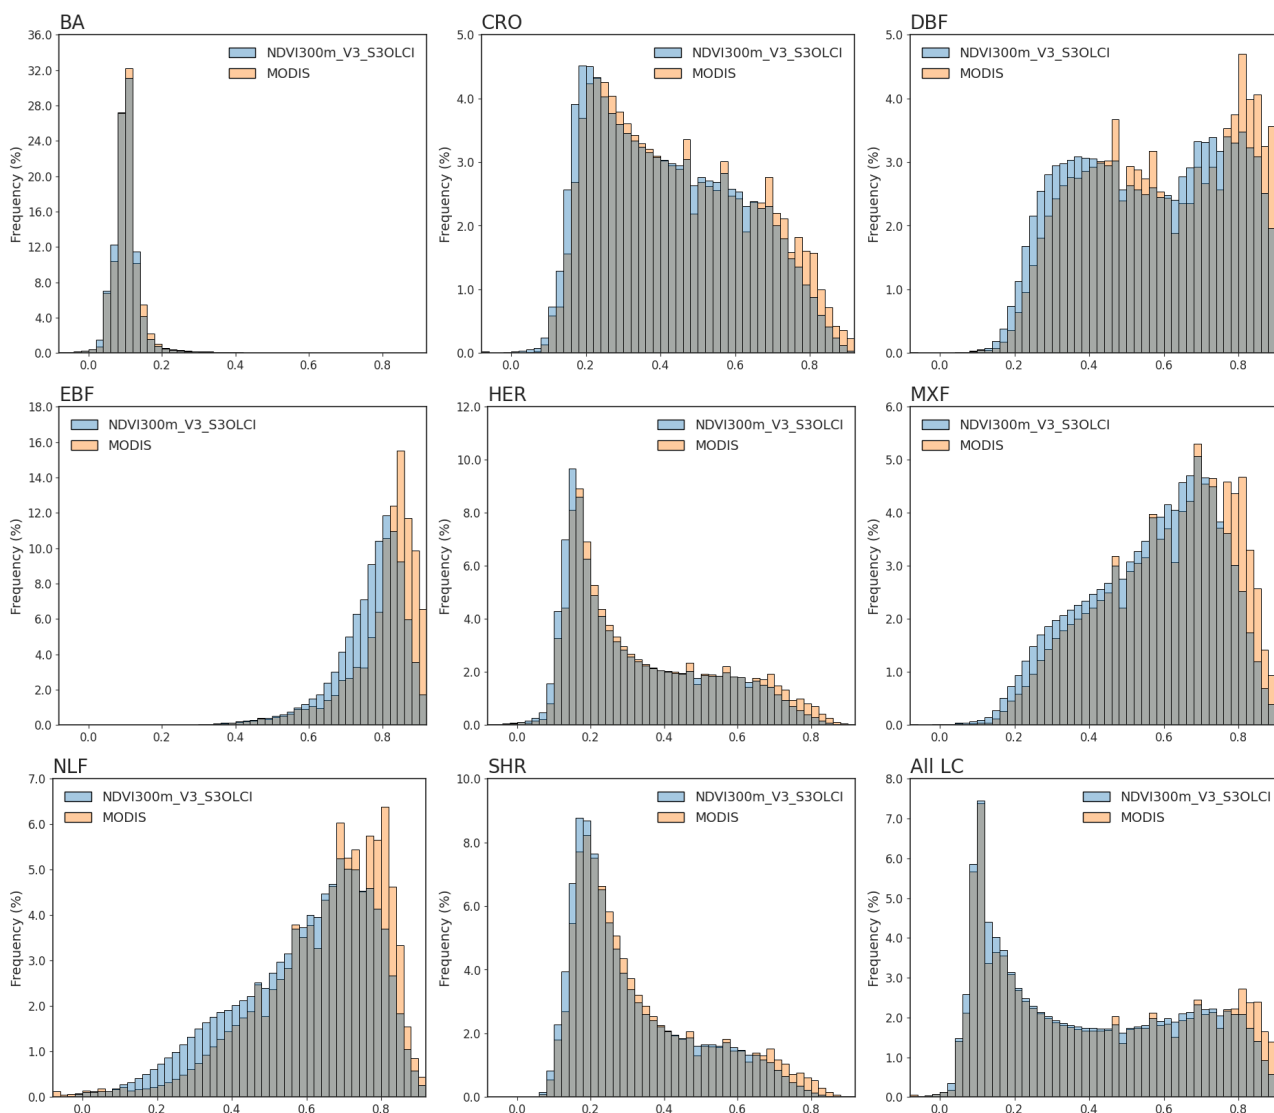 BA
36.0
32.0
28.0
24.0
20.0
16.0
12.0
8.0
4.0
0.0
Frequency (%)
NDVI300m_V3_S3OLCI
MODIS
0.0 0.2 0.4 0.6 0.8
CRO
5.0
4.0
3.0
2.0
1.0
0.0
Frequency (%)
NDVI300m_V3_S3OLCI
MODIS
0.0 0.2 0.4 0.6 0.8
DBF
5.0
4.0
3.0
2.0
1.0
0.0
Frequency (%)
NDVI300m_V3_S3OLCI
MODIS
0.0 0.2 0.4 0.6 0.8
EBF
18.0
16.0
14.0
12.0
10.0
8.0
6.0
4.0
2.0
0.0
Frequency (%)
NDVI300m_V3_S3OLCI
MODIS
0.0 0.2 0.4 0.6 0.8
HER
12.0
10.0
8.0
6.0
4.0
2.0
0.0
Frequency (%)
NDVI300m_V3_S3OLCI
MODIS
0.0 0.2 0.4 0.6 0.8
MXF
6.0
5.0
4.0
3.0
2.0
1.0
0.0
Frequency (%)
NDVI300m_V3_S3OLCI
MODIS
0.0 0.2 0.4 0.6 0.8
NLF
7.0
6.0
5.0
4.0
3.0
2.0
1.0
0.0
Frequency (%)
NDVI300m_V3_S3OLCI
MODIS
0.0 0.2 0.4 0.6 0.8
SHR
10.0
8.0
6.0
4.0
2.0
0.0
Frequency (%)
NDVI300m_V3_S3OLCI
MODIS
0.0 0.2 0.4 0.6 0.8
All LC
8.0
7.0
6.0
5.0
4.0
3.0
2.0
1.0
0.0
Frequency (%)
NDVI300m_V3_S3OLCI
MODIS
0.0 0.2 0.4 0.6 0.8